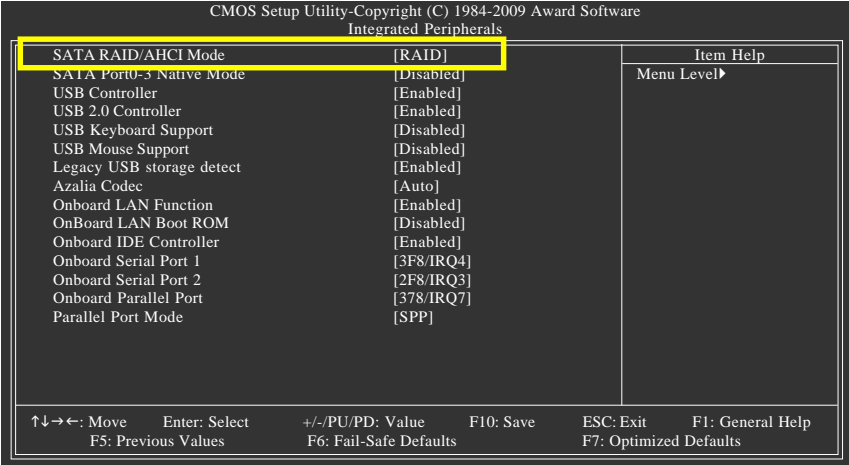 CMOS Setup Utility-Copyright (C) 1984-2009 Award Software
Integrated Peripherals
SATA RAID/AHCI Mode [RAID] Item Help
SATA Port0-3 Native Mode [Disabled] Menu Level▶
USB Controller [Enabled]
USB 2.0 Controller [Enabled]
USB Keyboard Support [Disabled]
USB Mouse Support [Disabled]
Legacy USB storage detect [Enabled]
Azalia Codec [Auto]
Onboard LAN Function [Enabled]
OnBoard LAN Boot ROM [Disabled]
Onboard IDE Controller [Enabled]
Onboard Serial Port 1 [3F8/IRQ4]
Onboard Serial Port 2 [2F8/IRQ3]
Onboard Parallel Port [378/IRQ7]
Parallel Port Mode [SPP]
↑↓→←: Move Enter: Select +/-/PU/PD: Value F10: Save ESC: Exit F1: General Help
F5: Previous Values F6: Fail-Safe Defaults F7: Optimized Defaults